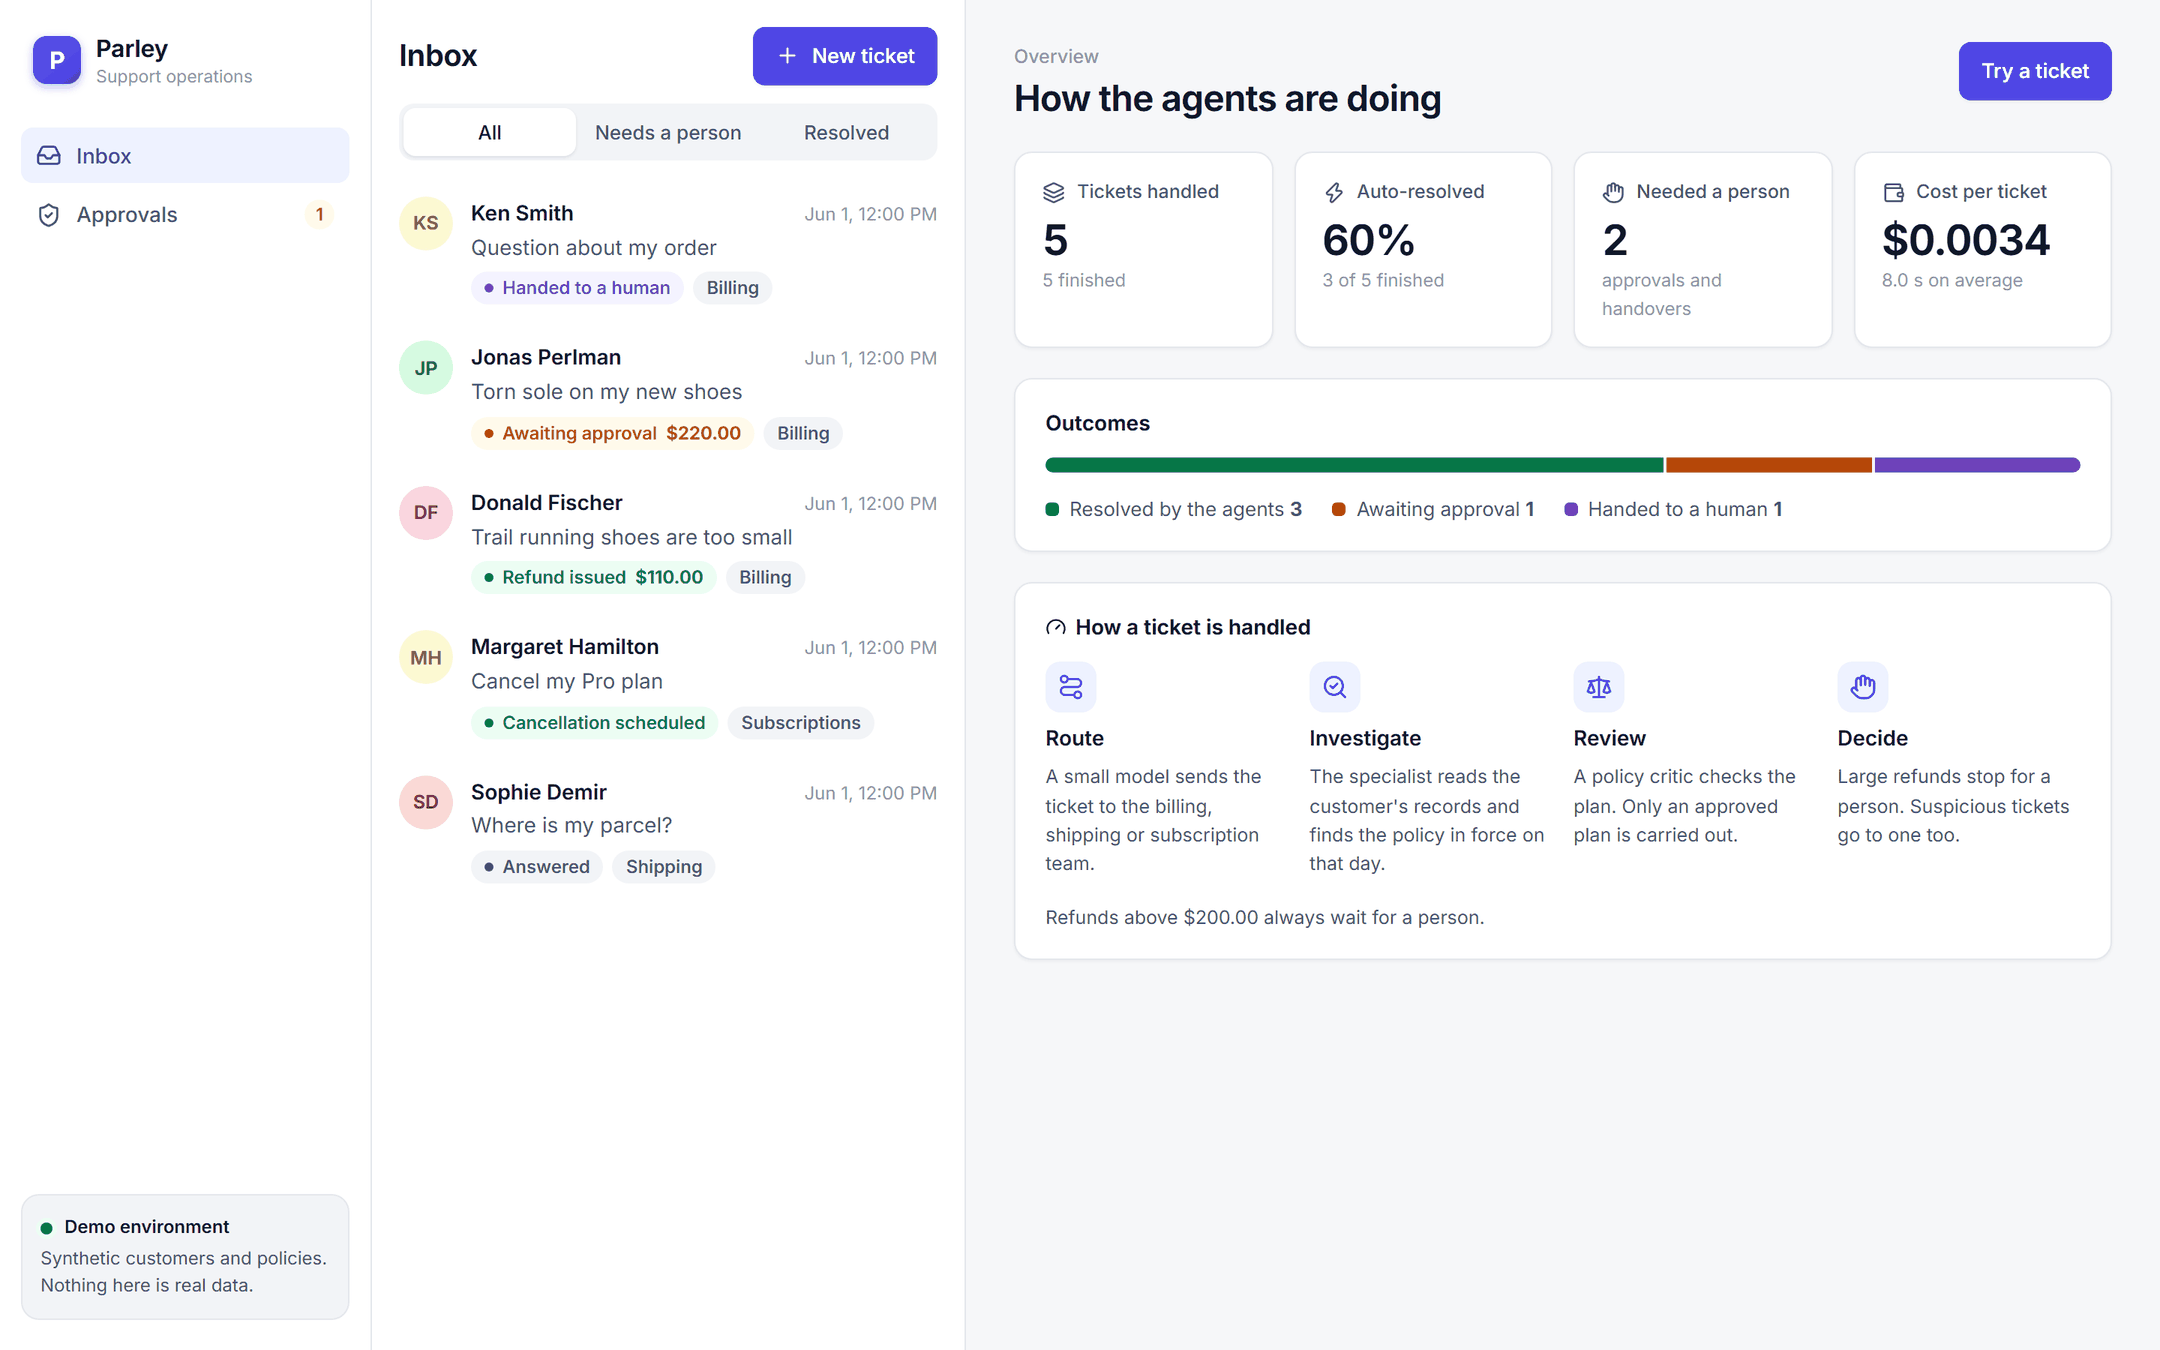 P
Parley
Support operations
Inbox
Approvals 1
Demo environment
Synthetic customers and policies.
Nothing here is real data.
Inbox
New ticket
All
Needs a person
Resolved
KS
Ken Smith
Jun 1, 12:00 PM
Question about my order
Handed to a human
Billing
JP
Jonas Perlman
Jun 1, 12:00 PM
Torn sole on my new shoes
Awaiting approval $220.00
Billing
DF
Donald Fischer
Jun 1, 12:00 PM
Trail running shoes are too small
Refund issued $110.00
Billing
MH
Margaret Hamilton
Jun 1, 12:00 PM
Cancel my Pro plan
Cancellation scheduled
Subscriptions
SD
Sophie Demir
Jun 1, 12:00 PM
Where is my parcel?
Answered
Shipping
Overview
How the agents are doing
Try a ticket
Tickets handled
5
5 finished
Auto-resolved
60%
3 of 5 finished
Needed a person
2
approvals and
handovers
Cost per ticket
$0.0034
8.0 s on average
Outcomes
Resolved by the agents 3
Awaiting approval 1
Handed to a human 1
How a ticket is handled
Route
A small model sends the
ticket to the billing,
shipping or subscription
team.
Investigate
The specialist reads the
customer's records and
finds the policy in force on
that day.
Review
A policy critic checks the
plan. Only an approved
plan is carried out.
Decide
Large refunds stop for a
person. Suspicious tickets
go to one too.
Refunds above $200.00 always wait for a person.